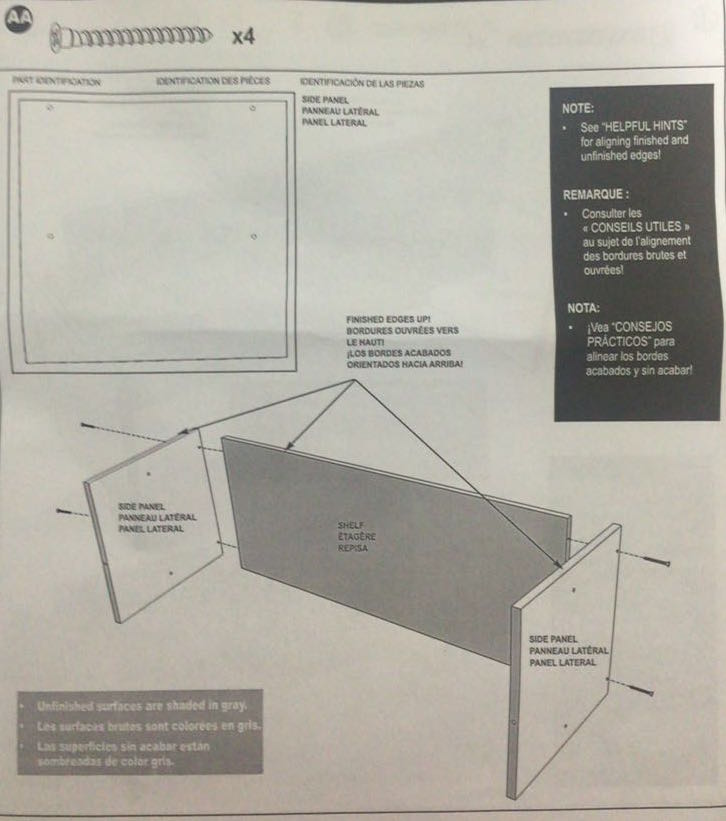 AA
x4
PART IDENTIFICATION IDENTIFICATION DES PIÈCES IDENTIFICACIÓN DE LAS PIEZAS
SIDE PANEL
PANNEAU LATÉRAL
PANEL LATERAL
NOTE:
• See "HELPFUL HINTS"
for aligning finished and
unfinished edges!
REMARQUE :
• Consulter les
« CONSEILS UTILES »
au sujet de l'alignement
des bordures brutes et
ouvrées!
NOTA:
• ¡Vea "CONSEJOS
PRÁCTICOS" para
alinear los bordes
acabados y sin acabar!
FINISHED EDGES UP!
BORDURES OUVRÉES VERS
LE HAUT!
¡LOS BORDES ACABADOS
ORIENTADOS HACIA ARRIBA!
SIDE PANEL
PANNEAU LATÉRAL
PANEL LATERAL
SHELF
ÉTAGÈRE
REPISA
SIDE PANEL
PANNEAU LATÉRAL
PANEL LATERAL
• Unfinished surfaces are shaded in gray.
• Les surfaces brutes sont colorées en gris.
• Las superficies sin acabar están
sombreadas de color gris.